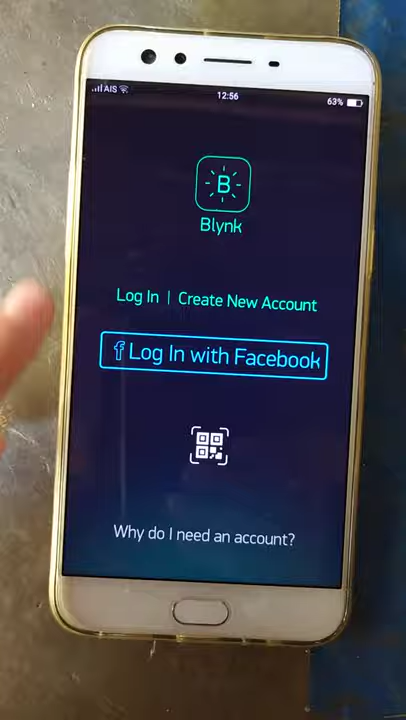 AIS
12:56
63%
B
Blynk
Log In | Create New Account
f Log In with Facebook
Why do I need an account?